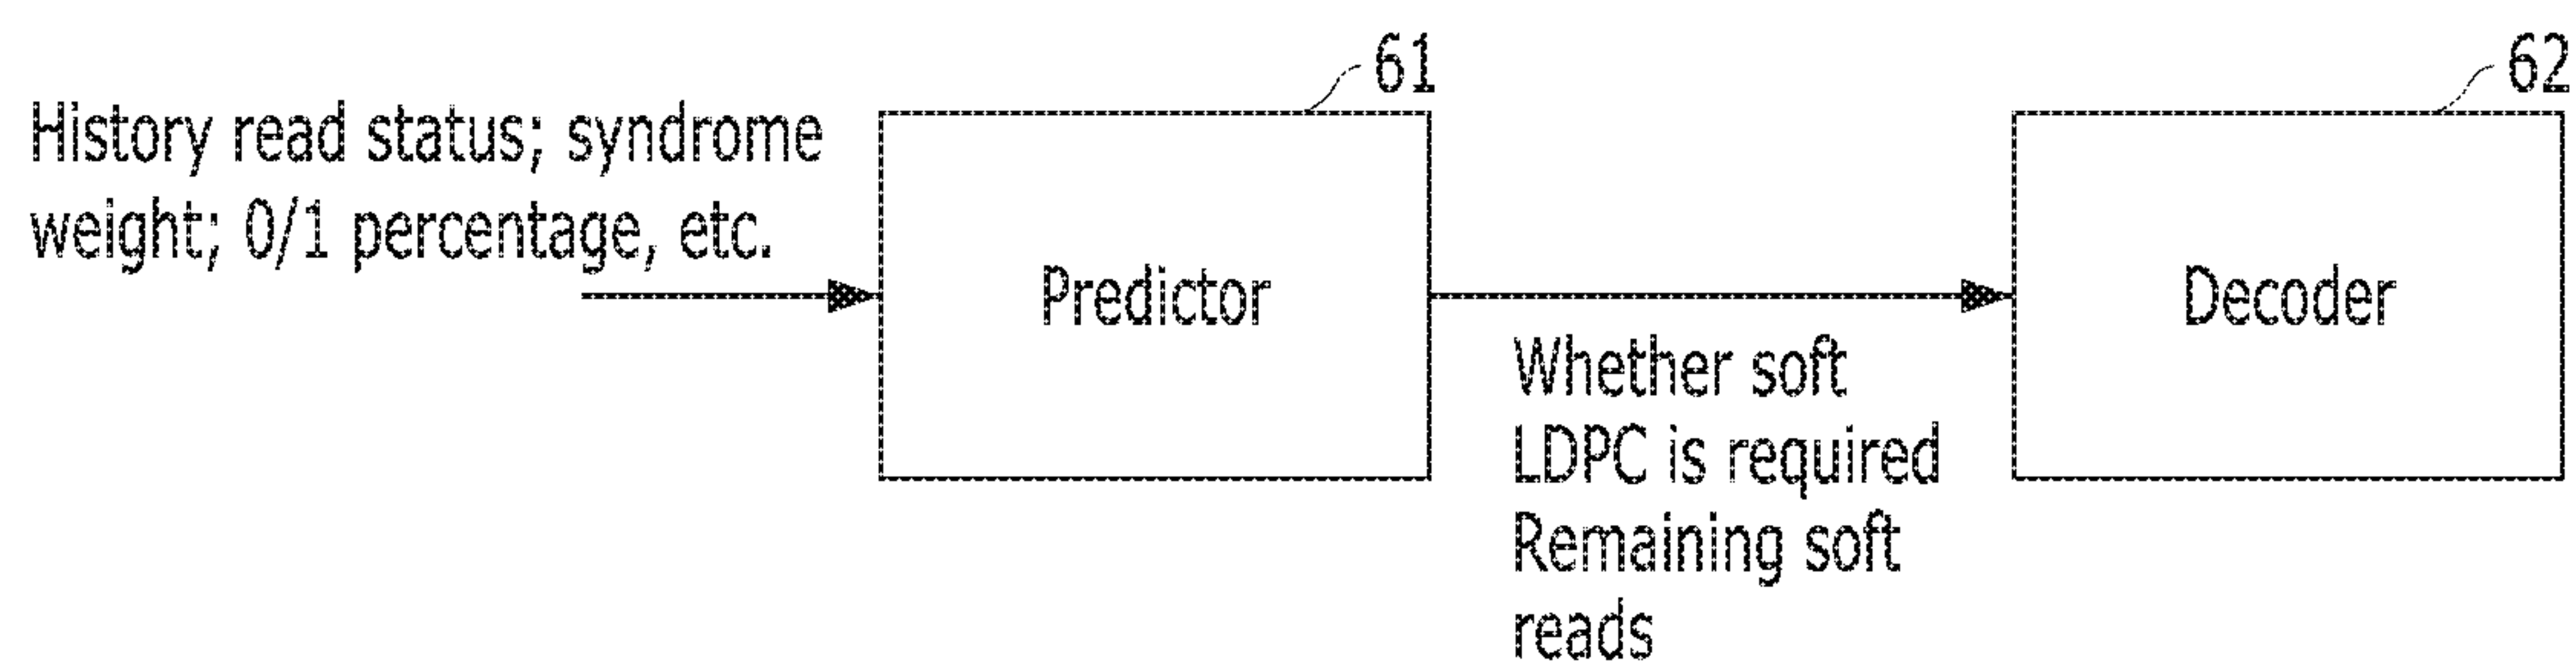 61
62
History read status; syndrome
weight; 0/1 percentage, etc.
Predictor
Decoder
Whether soft
LDPC is required
Remaining soft
reads